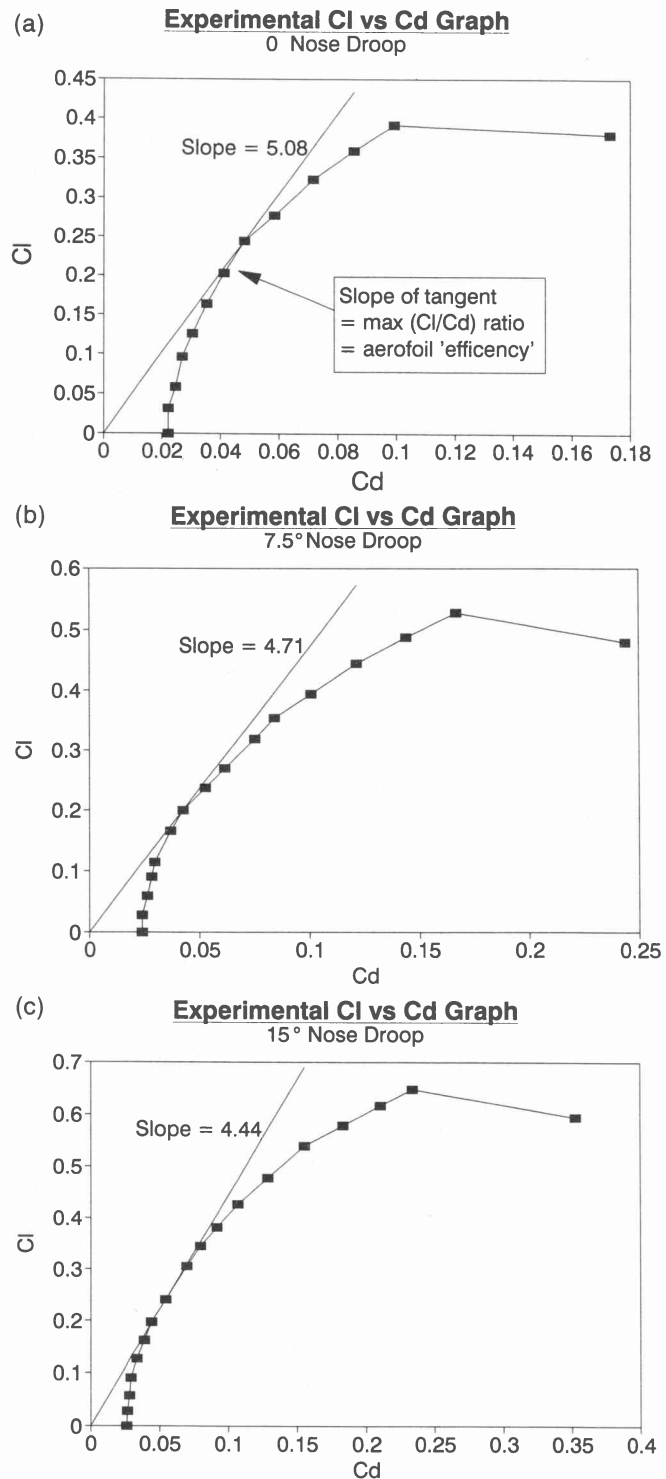 (a)
Experimental Cl vs Cd Graph
0 Nose Droop
0.45
0.4
0.35
0.3
0.25
0.2
0.15
0.1
0.05
0
Cl
Slope = 5.08
Slope of tangent
= max (Cl/Cd) ratio
= aerofoil 'efficency'
0 0.02 0.04 0.06 0.08 0.1 0.12 0.14 0.16 0.18
Cd
(b)
Experimental Cl vs Cd Graph
7.5° Nose Droop
0.6
0.5
0.4
0.3
0.2
0.1
0
Cl
Slope = 4.71
0 0.05 0.1 0.15 0.2 0.25
Cd
(c)
Experimental Cl vs Cd Graph
15° Nose Droop
0.7
0.6
0.5
0.4
0.3
0.2
0.1
0
Cl
Slope = 4.44
0 0.05 0.1 0.15 0.2 0.25 0.3 0.35 0.4
Cd